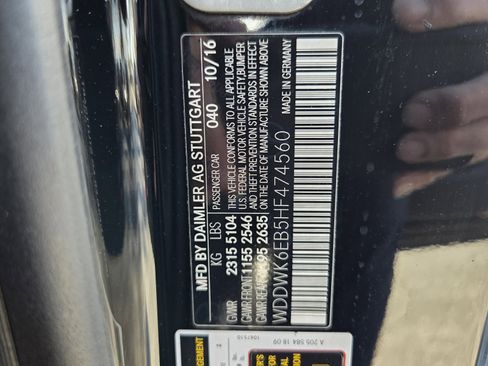 MFD BY DAIMLER AG STUTTGART
KG LBS PASSENGER CAR 040 10/16
GVWR 2315 5104 THIS VEHICLE CONFORMS TO ALL APPLICABLE
GAWR FRONT 1155 2546 U.S. FEDERAL MOTOR VEHICLE SAFETY, BUMPER
AND THEFT PREVENTION STANDARDS IN EFFECT
GAWR REAR 2635 ON THE DATE OF MANUFACTURE SHOWN ABOVE
WDDWK6EB5HF474560 MADE IN GERMANY
A 205 584 18 09